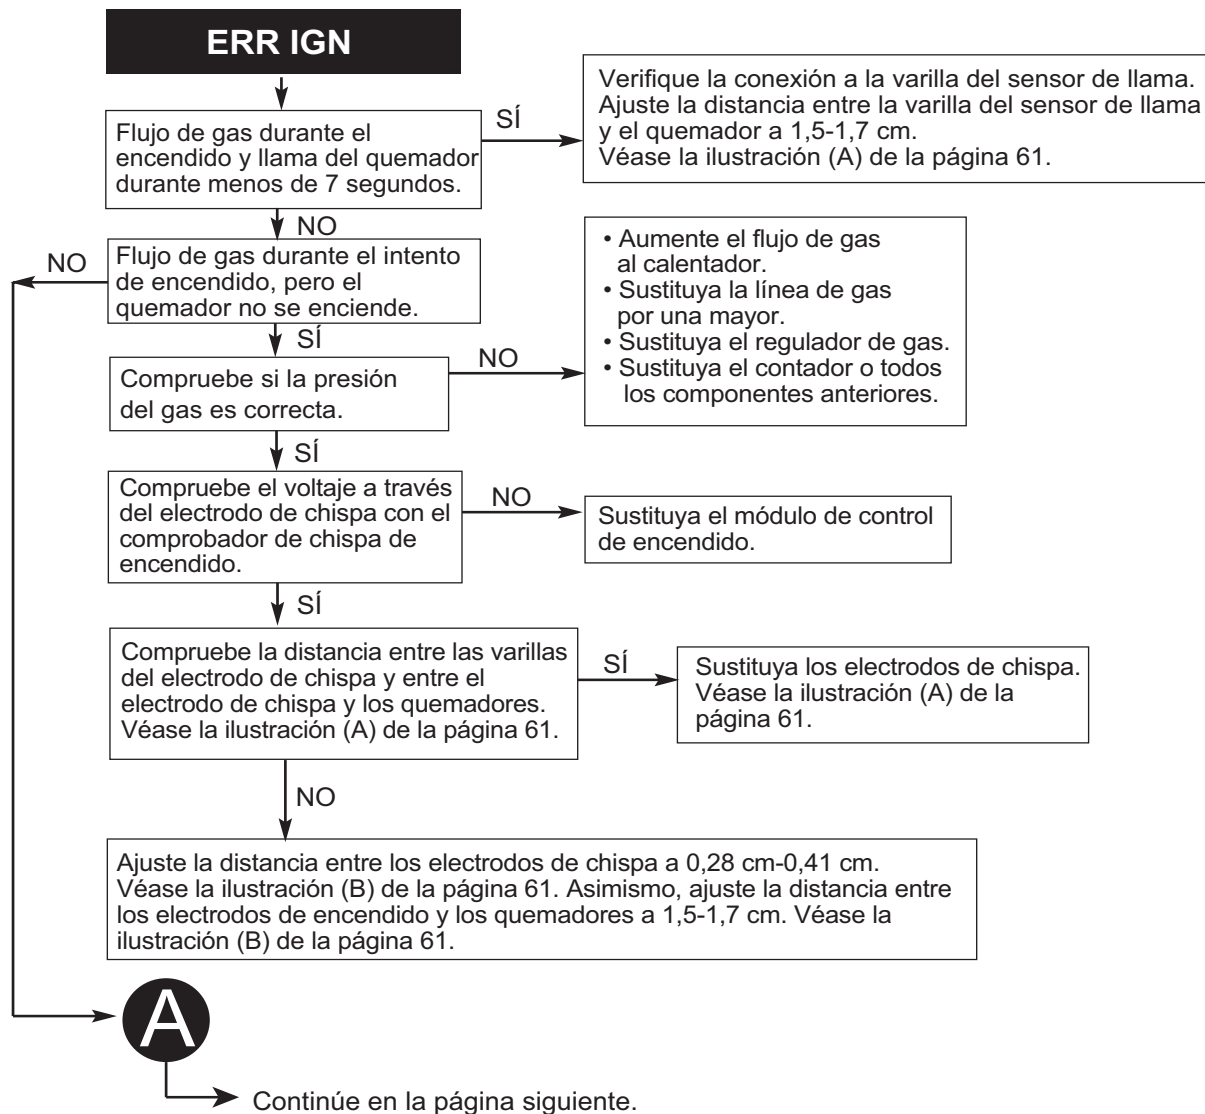 ERR IGN
Flujo de gas durante el
encendido y llama del quemador
durante menos de 7 segundos.
SÍ
Verifique la conexión a la varilla del sensor de llama.
Ajuste la distancia entre la varilla del sensor de llama
y el quemador a 1,5-1,7 cm.
Véase la ilustración (A) de la página 61.
NO
NO
Flujo de gas durante el intento
de encendido, pero el
quemador no se enciende.
SÍ
Compruebe si la presión
del gas es correcta.
NO
• Aumente el flujo de gas
al calentador.
• Sustituya la línea de gas
por una mayor.
• Sustituya el regulador de gas.
• Sustituya el contador o todos
los componentes anteriores.
SÍ
Compruebe el voltaje a través
del electrodo de chispa con el
comprobador de chispa de
encendido.
NO
Sustituya el módulo de control
de encendido.
SÍ
Compruebe la distancia entre las varillas
del electrodo de chispa y entre el
electrodo de chispa y los quemadores.
Véase la ilustración (A) de la página 61.
SÍ
Sustituya los electrodos de chispa.
Véase la ilustración (A) de la
página 61.
NO
Ajuste la distancia entre los electrodos de chispa a 0,28 cm-0,41 cm.
Véase la ilustración (B) de la página 61. Asimismo, ajuste la distancia entre
los electrodos de encendido y los quemadores a 1,5-1,7 cm. Véase la
ilustración (B) de la página 61.
A
Continúe en la página siguiente.